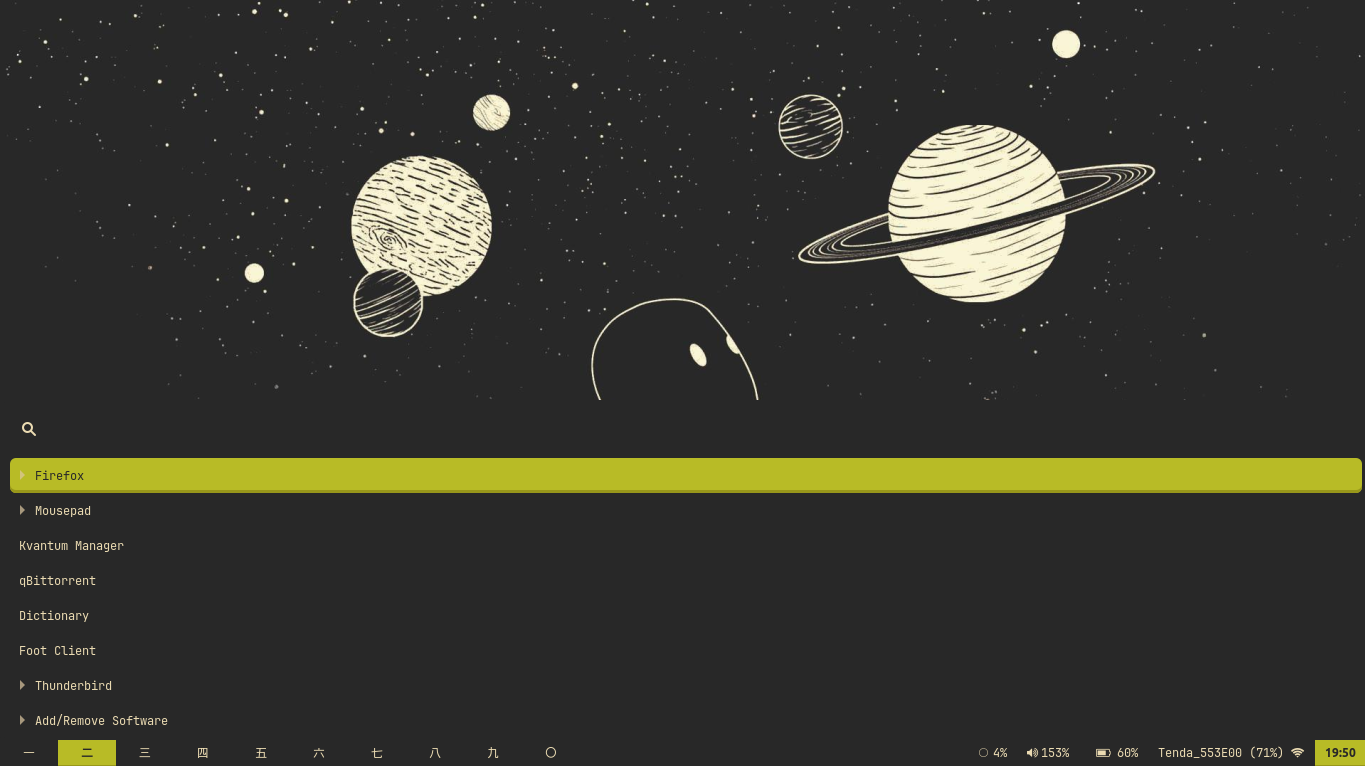 Firefox
Mousepad
Kvantum Manager
qBittorrent
Dictionary
Foot Client
Thunderbird
Add/Remove Software
一 二 三 四 五 六 七 八 九 〇 4% 153% 60% Tenda_553E00 (71%) 19:50